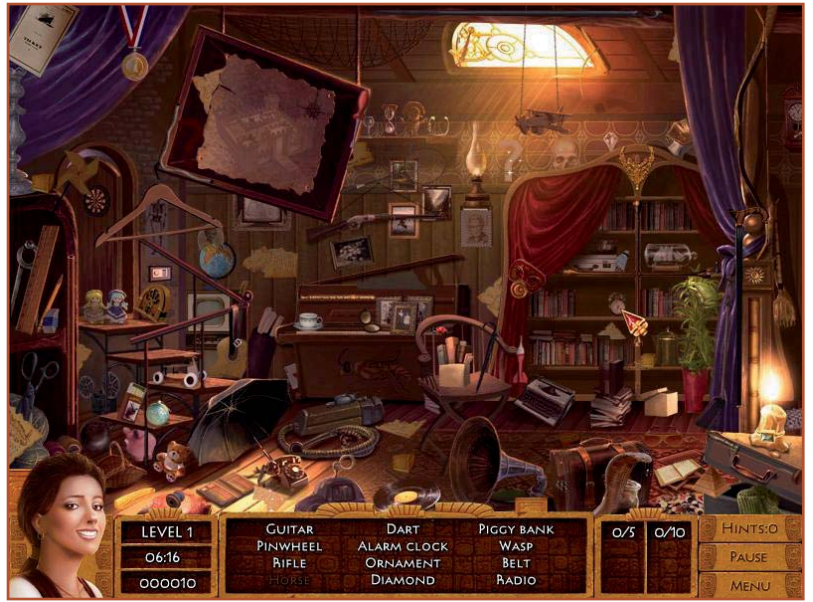 LEVEL 1
06:16
000010
GUITAR
PINWHEEL
RIFLE
HORSE
DART
ALARM CLOCK
ORNAMENT
DIAMOND
PIGGY BANK
WASP
BELT
RADIO
0/5 0/10
HINTS:0
PAUSE
MENU